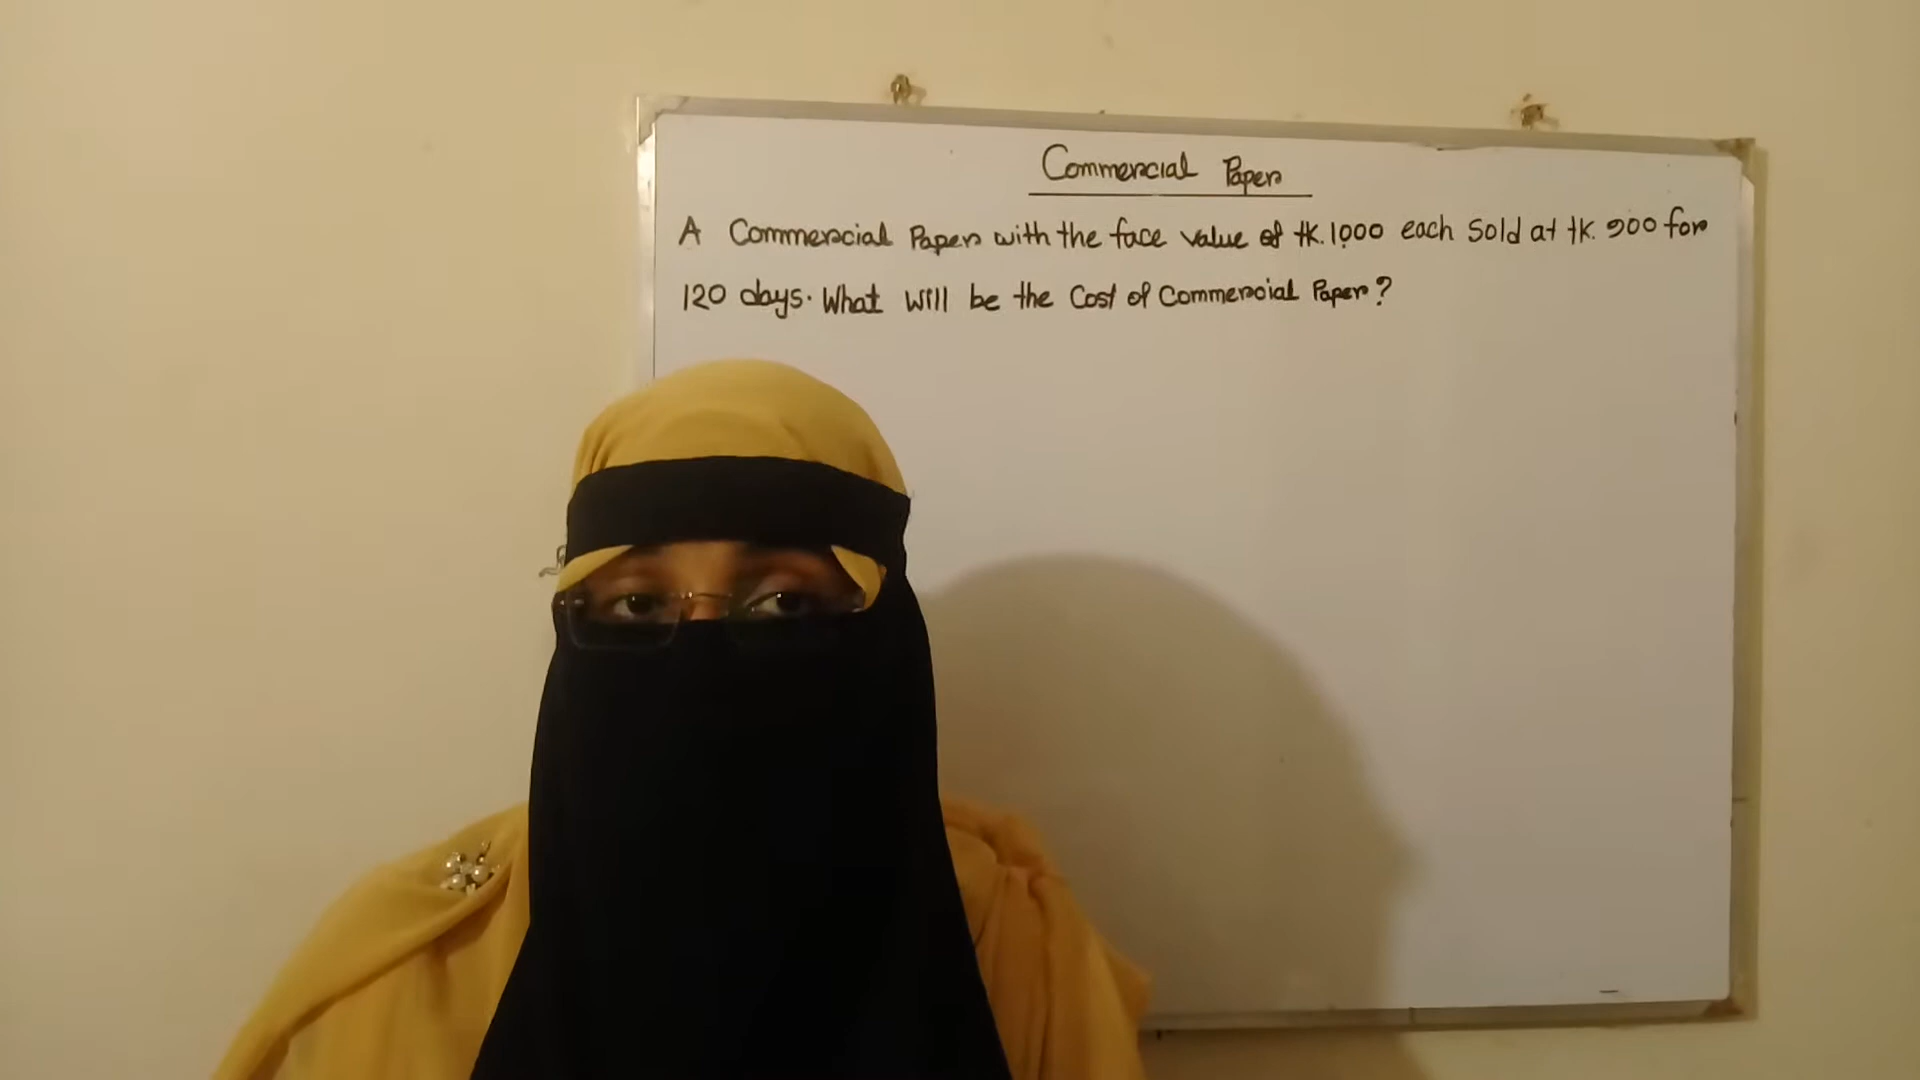 Commercial Paper
A Commercial Paper with the face value of tk. 1000 each Sold at tk. 900 for
120 days. What will be the Cost of Commercial Paper?